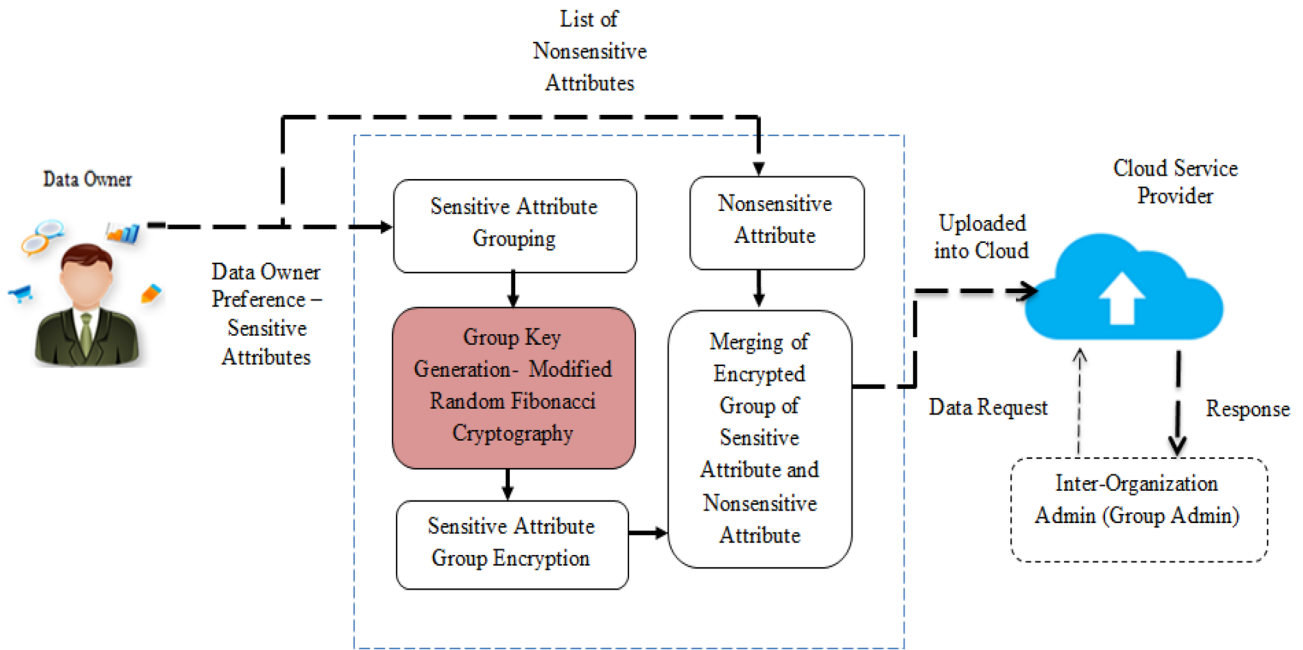 List of
Nonsensitive
Attributes
Data Owner
Data Owner
Preference –
Sensitive
Attributes
Sensitive Attribute
Grouping
Group Key
Generation- Modified
Random Fibonacci
Cryptography
Sensitive Attribute
Group Encryption
Nonsensitive
Attribute
Merging of
Encrypted
Group of
Sensitive
Attribute and
Nonsensitive
Attribute
Uploaded
into Cloud
Cloud Service
Provider
Data Request
Response
Inter-Organization
Admin (Group Admin)